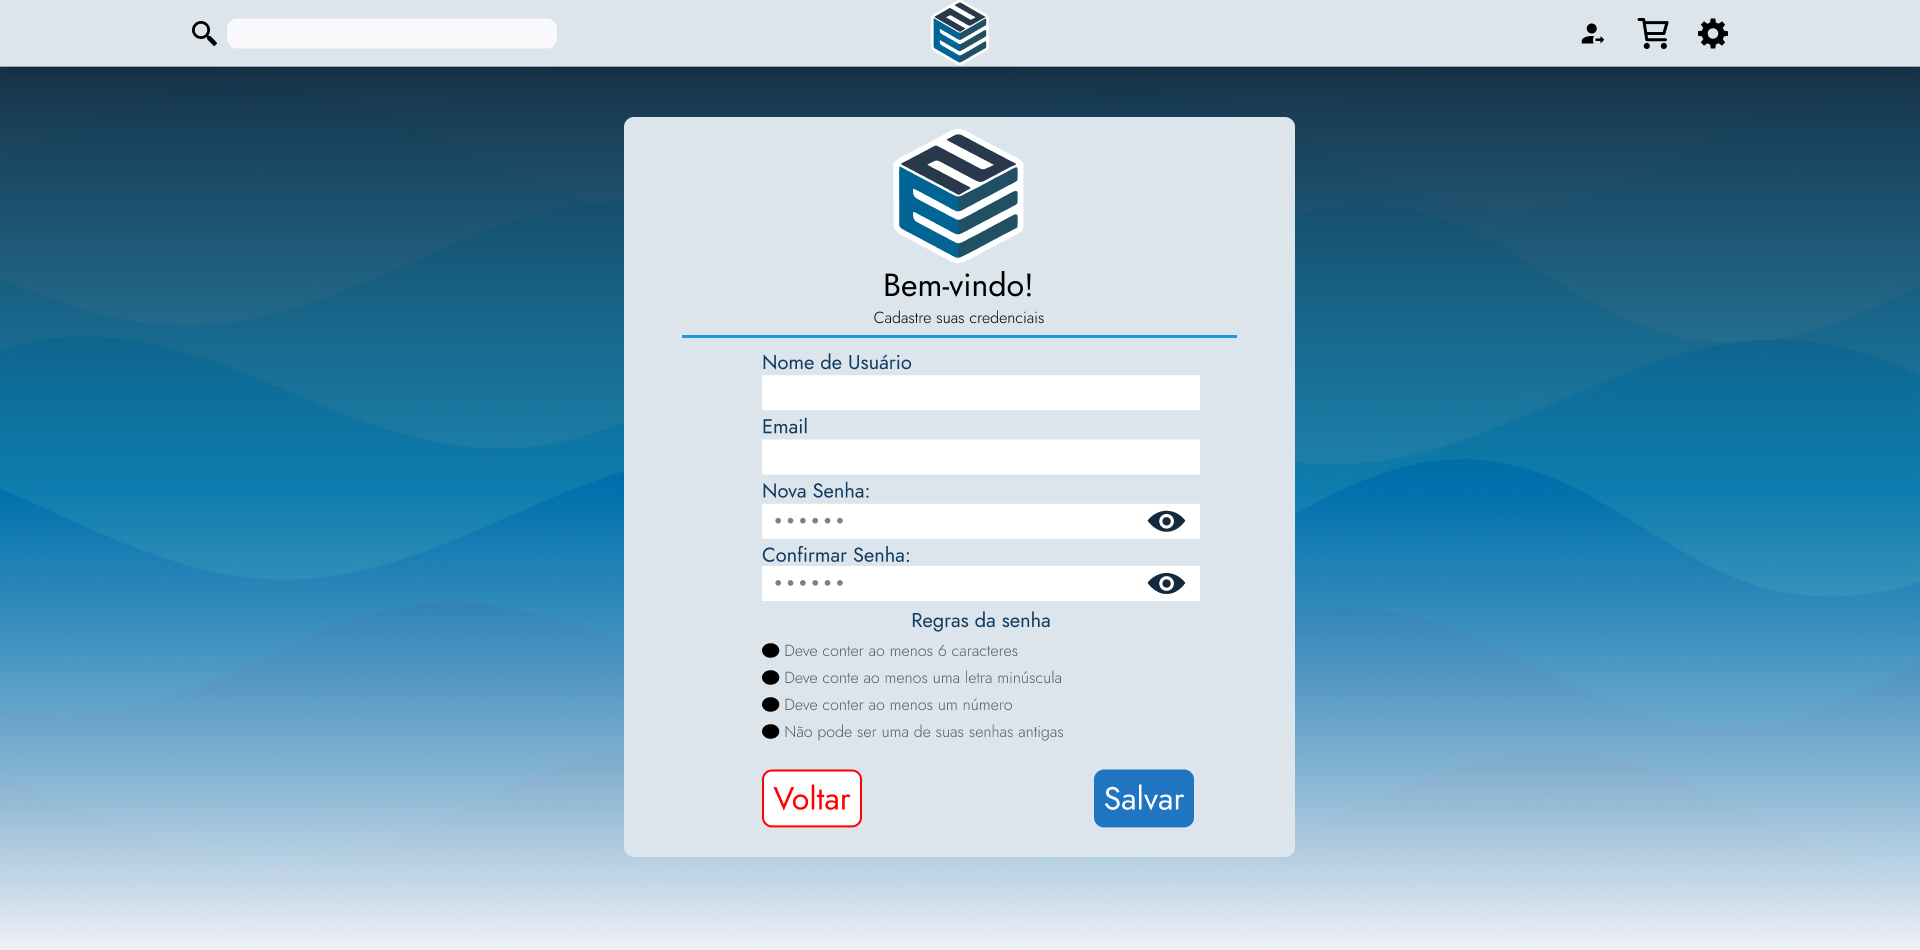 Bem-vindo!
Cadastre suas credenciais
Nome de Usuário
Email
Nova Senha:
••••••
Confirmar Senha:
••••••
Regras da senha
Deve conter ao menos 6 caracteres
Deve conte ao menos uma letra minúscula
Deve conter ao menos um número
Não pode ser uma de suas senhas antigas
Voltar
Salvar